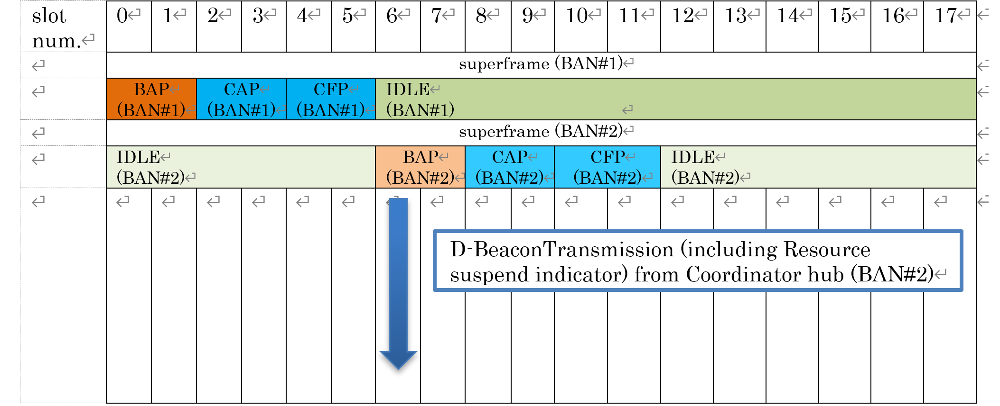 slot
num.
0 1 2 3 4 5 6 7 8 9 10 11 12 13 14 15 16 17
superframe (BAN#1)
BAP
(BAN#1)
CAP
(BAN#1)
CFP
(BAN#1)
IDLE
(BAN#1)
superframe (BAN#2)
IDLE
(BAN#2)
BAP
(BAN#2)
CAP
(BAN#2)
CFP
(BAN#2)
IDLE
(BAN#2)
D-BeaconTransmission (including Resource
suspend indicator) from Coordinator hub (BAN#2)